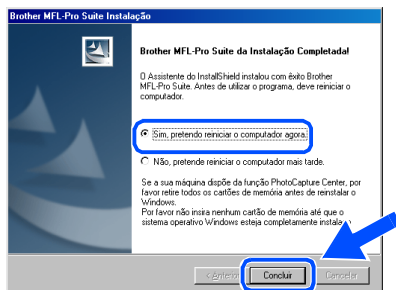 Brother MFL-Pro Suite Instalação
Brother MFL-Pro Suite da Instalação Completada!
O Assistente do InstallShield instalou com êxito Brother
MFL-Pro Suite. Antes de utilizar o programa, deve reiniciar o
computador.
Sim, pretendo reiniciar o computador agora.
Não, pretende reiniciar o computador mais tarde.
Se a sua máquina dispõe da função PhotoCapture Center, por
favor retire todos os cartões de memória antes de reinstalar o
Windows.
Por favor não insira nenhum cartão de memória até que o
sistema operativo Windows esteja completamente
Concluir
Cancelar